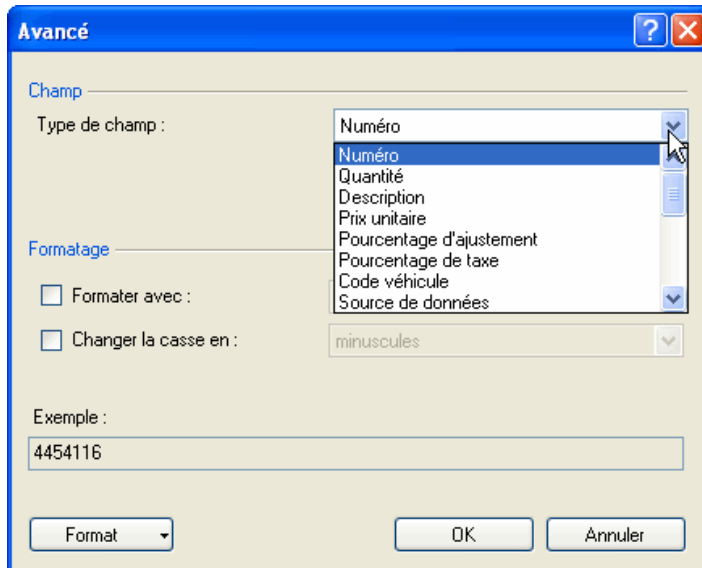 Avancé
Champ
Type de champ :
Numéro
Numéro
Quantité
Description
Prix unitaire
Pourcentage d'ajustement
Pourcentage de taxe
Code véhicule
Source de données
Formatage
Formater avec :
Changer la casse en :
minuscules
Exemple :
4454116
Format
OK
Annuler